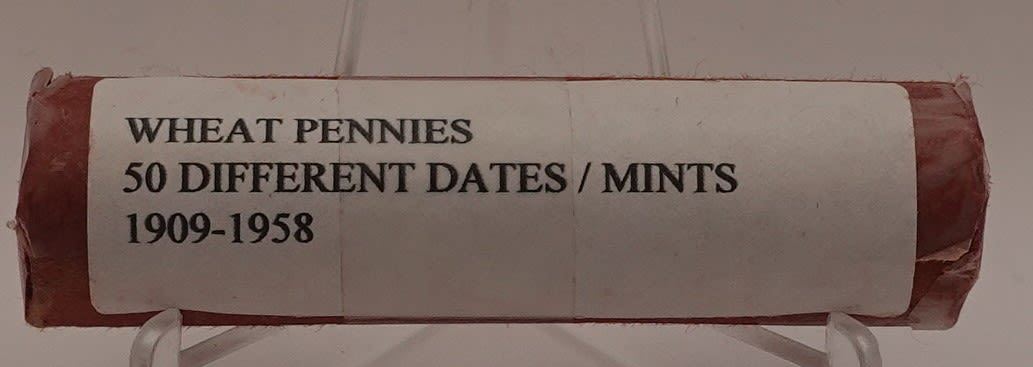 WHEAT PENNIES
50 DIFFERENT DATES / MINTS
1909-1958